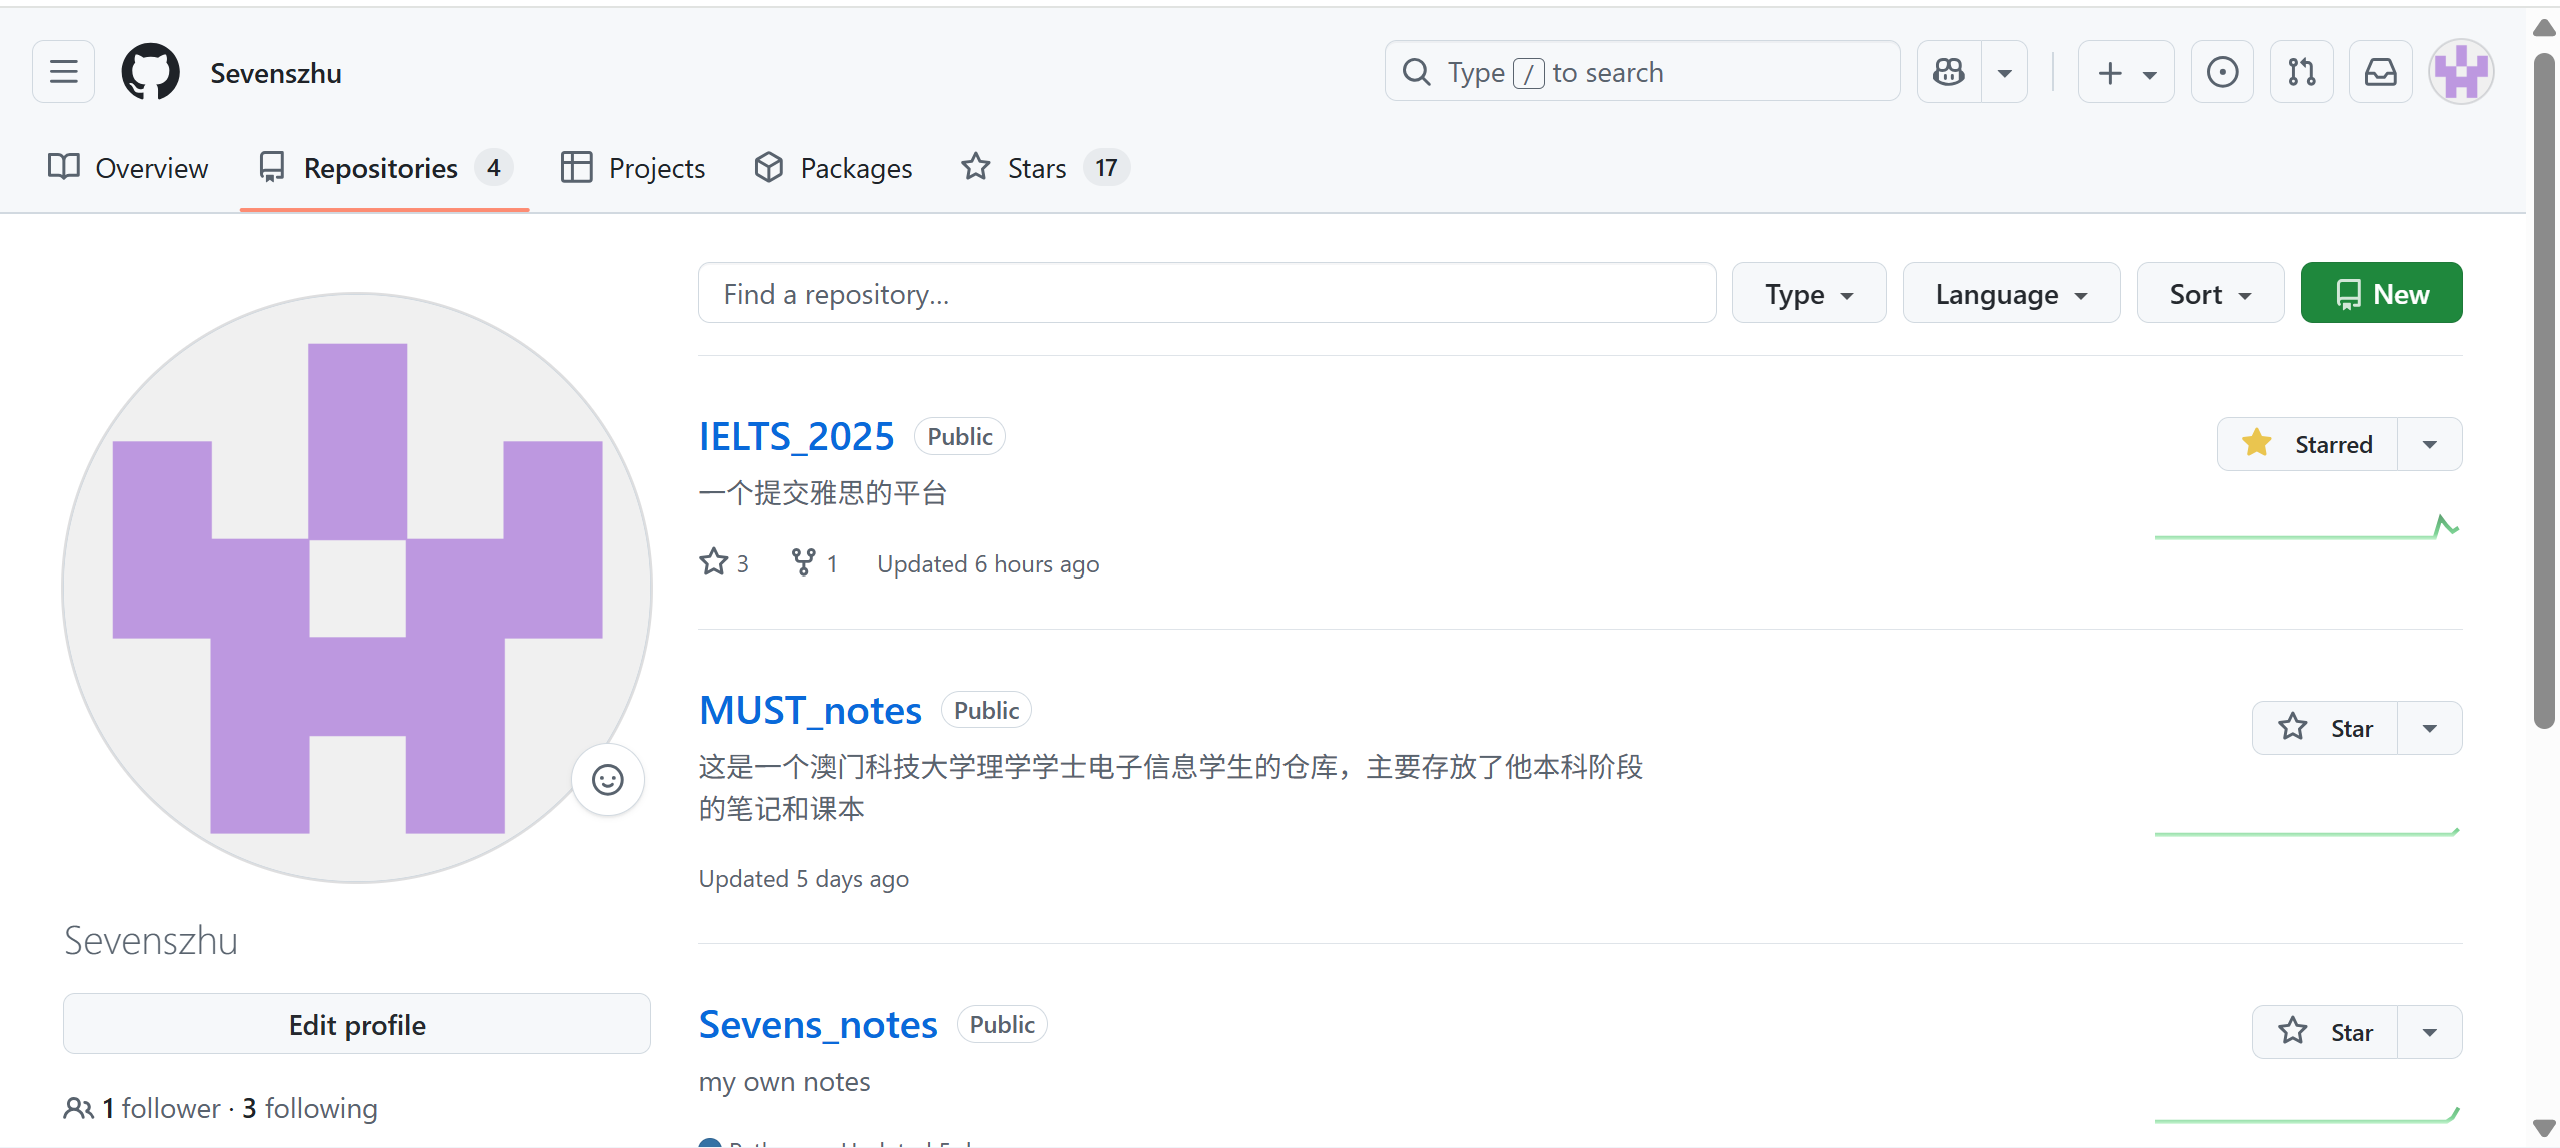 Sevenszhu
Type / to search
Overview
Repositories 4
Projects
Packages
Stars 17
Find a repository...
Type
Language
Sort
New
IELTS_2025 Public
Starred
一个提交雅思的平台
3 1 Updated 6 hours ago
MUST_notes Public
Star
这是一个澳门科技大学理学学士电子信息学生的仓库，主要存放了他本科阶段
的笔记和课本
Updated 5 days ago
Sevens_notes Public
Star
my own notes
Sevenszhu
Edit profile
1 follower · 3 following